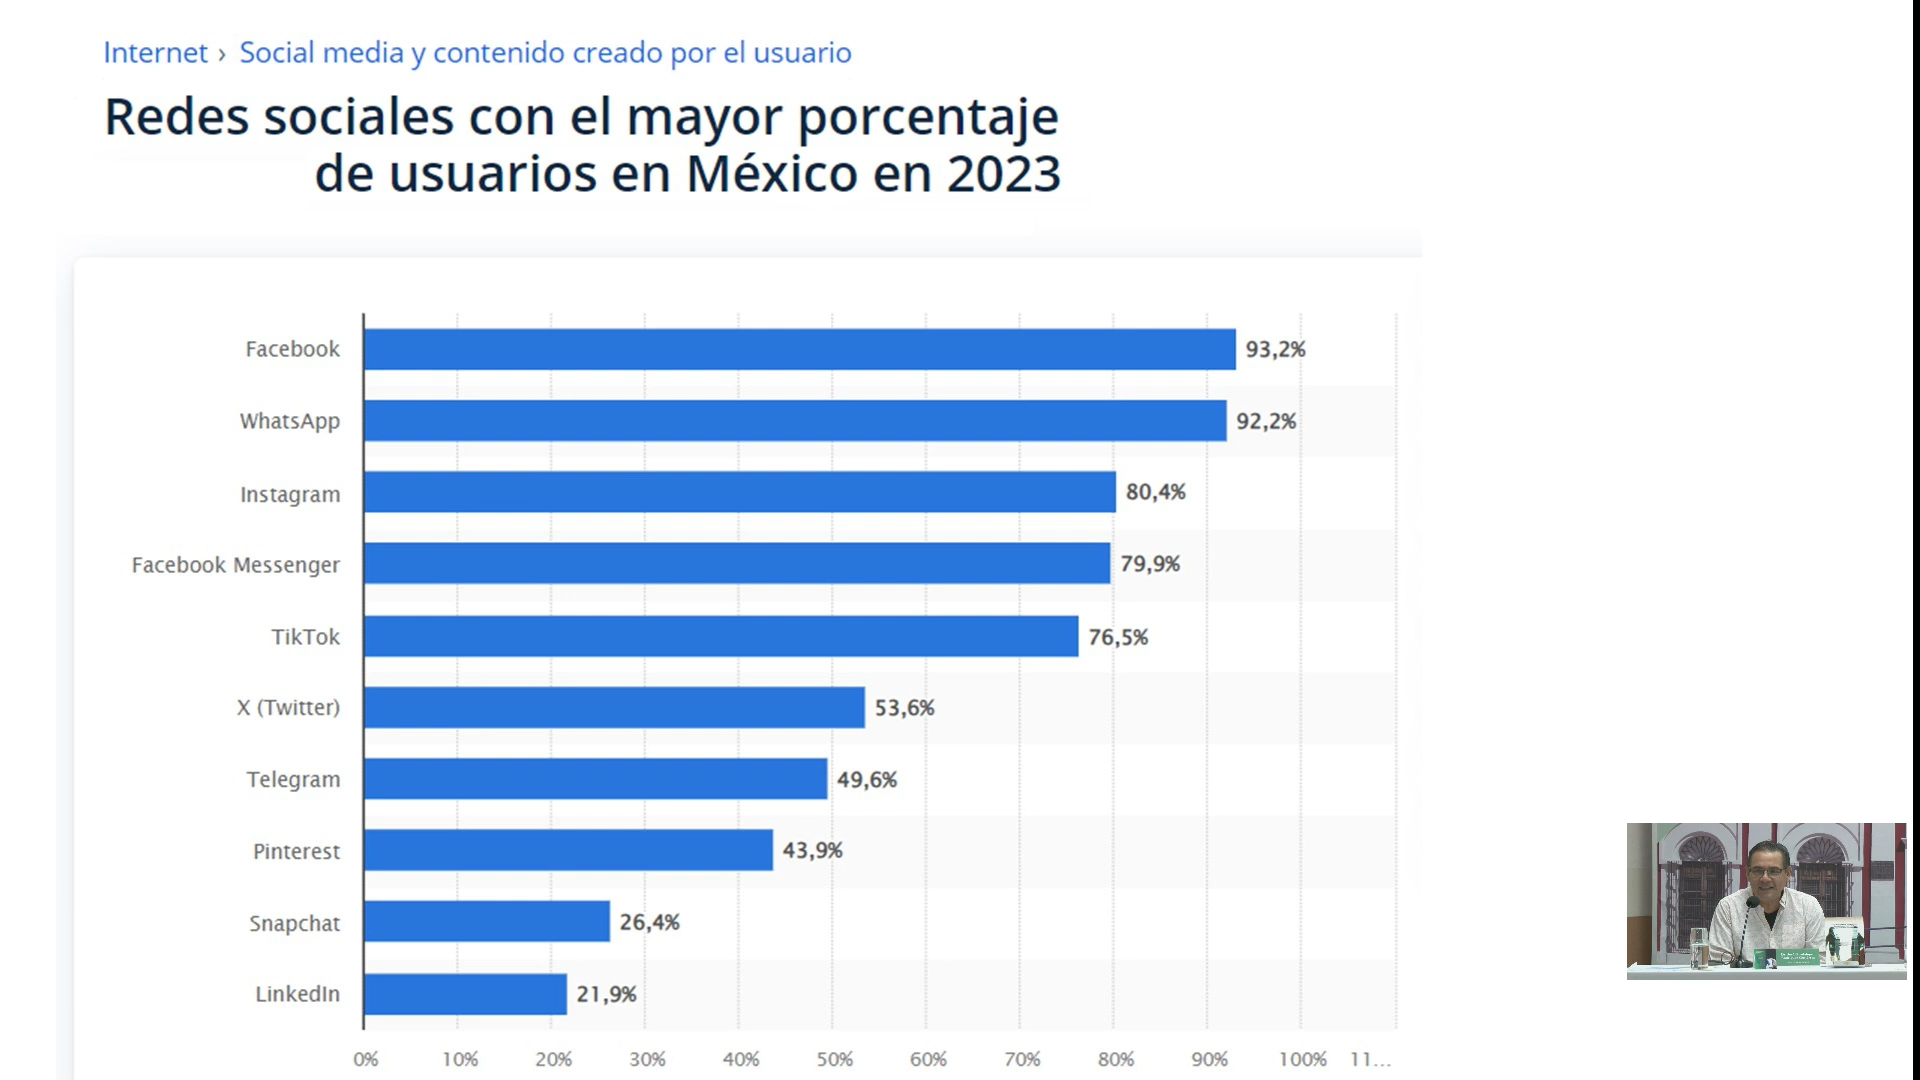 Internet › Social media y contenido creado por el usuario
Redes sociales con el mayor porcentaje
de usuarios en México en 2023
Facebook 93,2%
WhatsApp 92,2%
Instagram 80,4%
Facebook Messenger 79,9%
TikTok 76,5%
X (Twitter) 53,6%
Telegram 49,6%
Pinterest 43,9%
Snapchat 26,4%
LinkedIn 21,9%
0% 10% 20% 30% 40% 50% 60% 70% 80% 90% 100% 11...